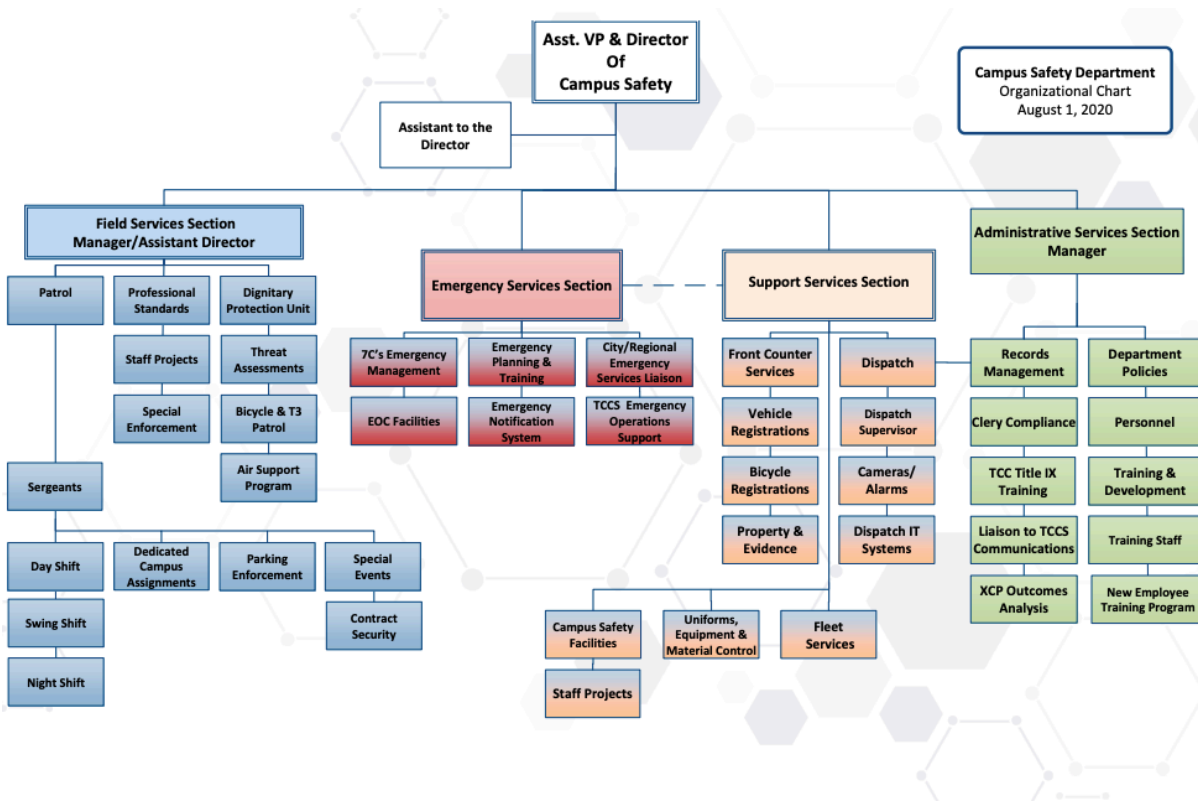 Asst. VP & Director
Of
Campus Safety
Campus Safety Department
Organizational Chart
August 1, 2020
Assistant to the
Director
Field Services Section
Manager/Assistant Director
Emergency Services Section
Support Services Section
Administrative Services Section
Manager
Patrol
Professional
Standards
Dignitary
Protection Unit
Staff Projects
Threat
Assessments
Special
Enforcement
Bicycle & T3
Patrol
Air Support
Program
Sergeants
Day Shift
Dedicated
Campus
Assignments
Parking
Enforcement
Special
Events
Swing Shift
Contract
Security
Night Shift
7C's Emergency
Management
Emergency
Planning &
Training
City/Regional
Emergency
Services Liaison
EOC Facilities
Emergency
Notification
System
TCCS Emergency
Operations
Support
Front Counter
Services
Dispatch
Vehicle
Registrations
Dispatch
Supervisor
Bicycle
Registrations
Cameras/
Alarms
Property &
Evidence
Dispatch IT
Systems
Campus Safety
Facilities
Uniforms,
Equipment &
Material Control
Fleet
Services
Staff Projects
Records
Management
Department
Policies
Clery Compliance
Personnel
TCC Title IX
Training
Training &
Development
Liaison to TCCS
Communications
Training Staff
XCP Outcomes
Analysis
New Employee
Training Program